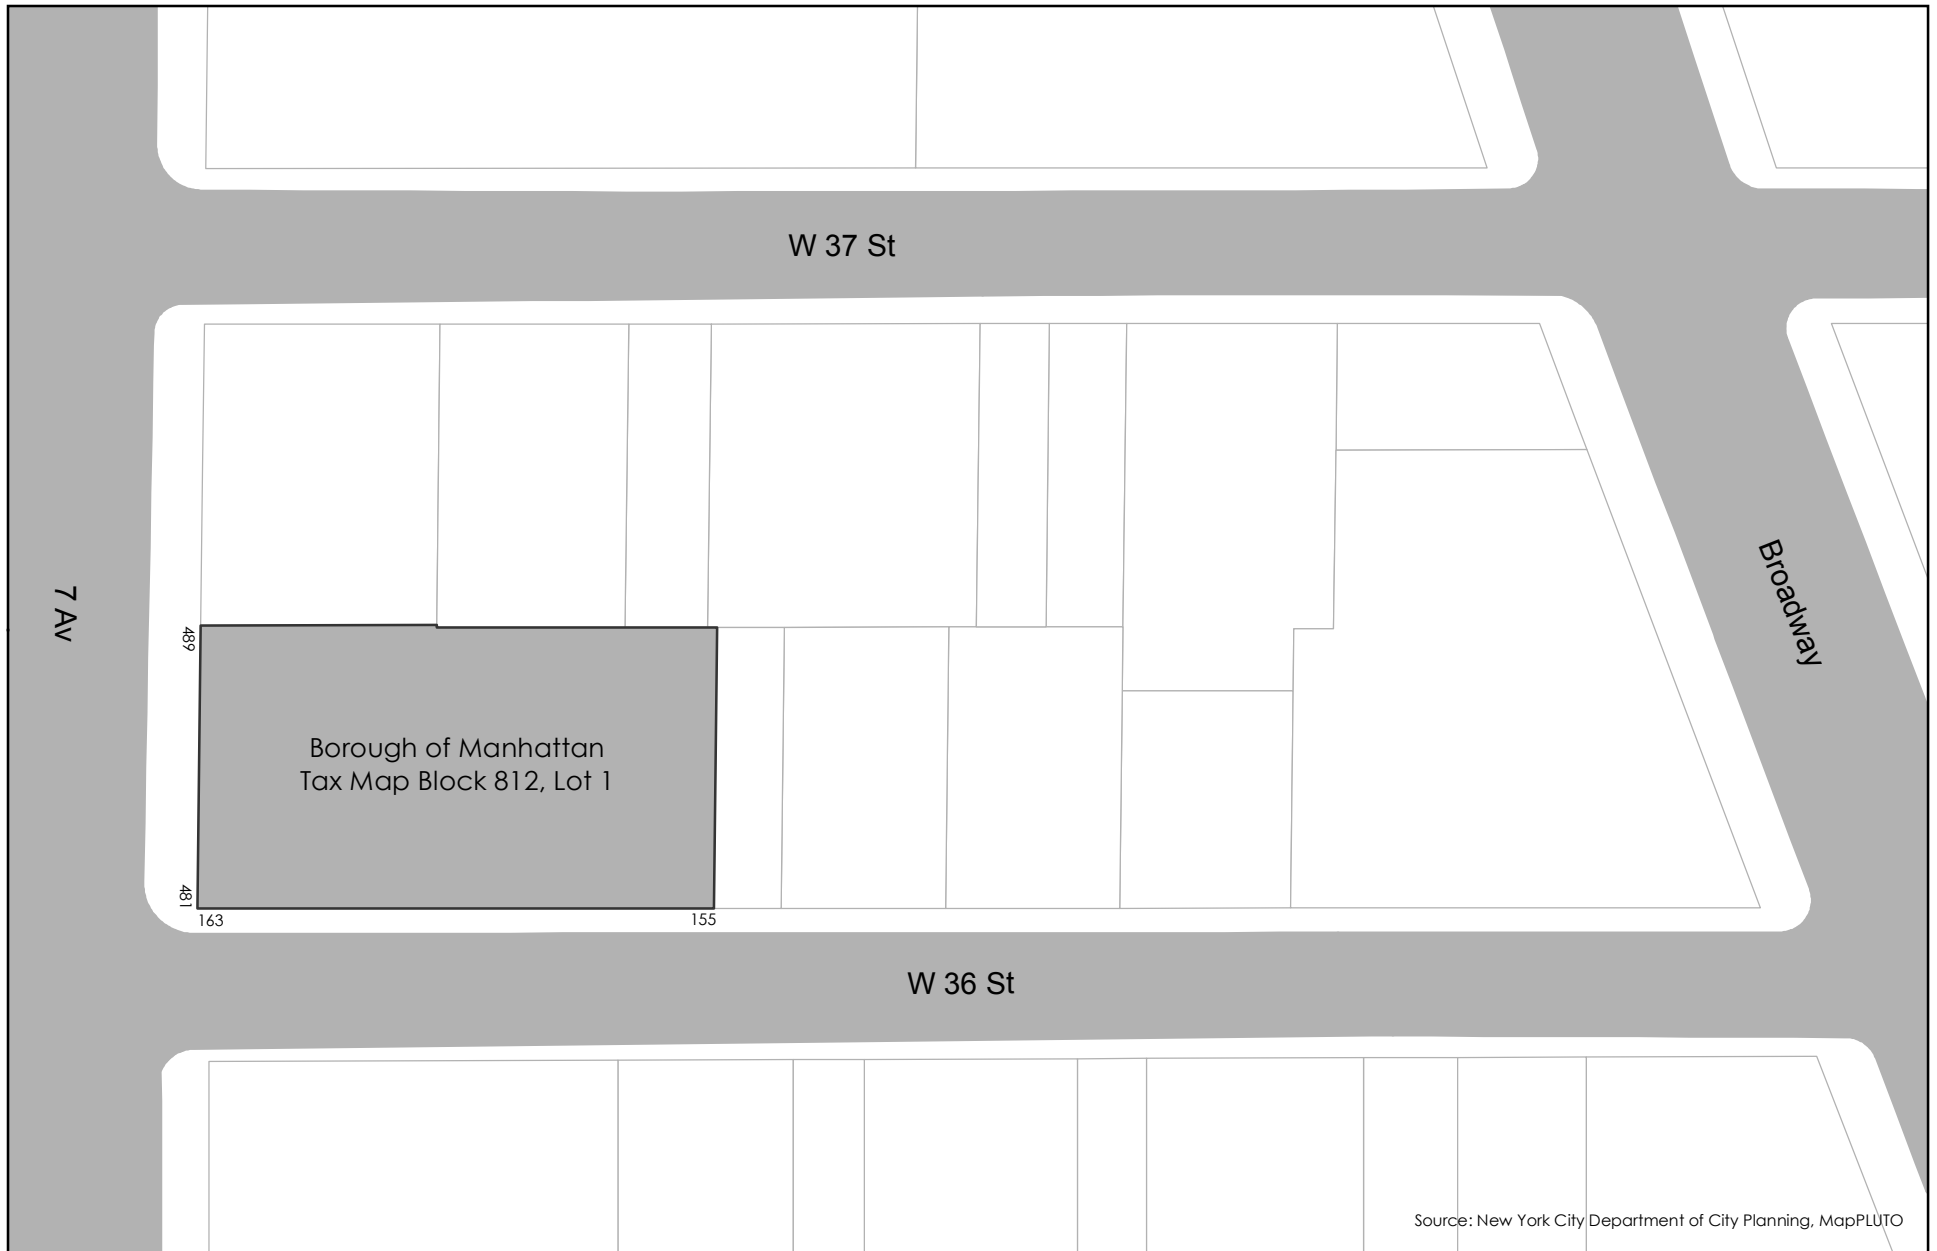 W 37 St
7 Av
Broadway
489
Borough of Manhattan
Tax Map Block 812, Lot 1
481
163
155
W 36 St
Source: New York City Department of City Planning, MapPLUTO